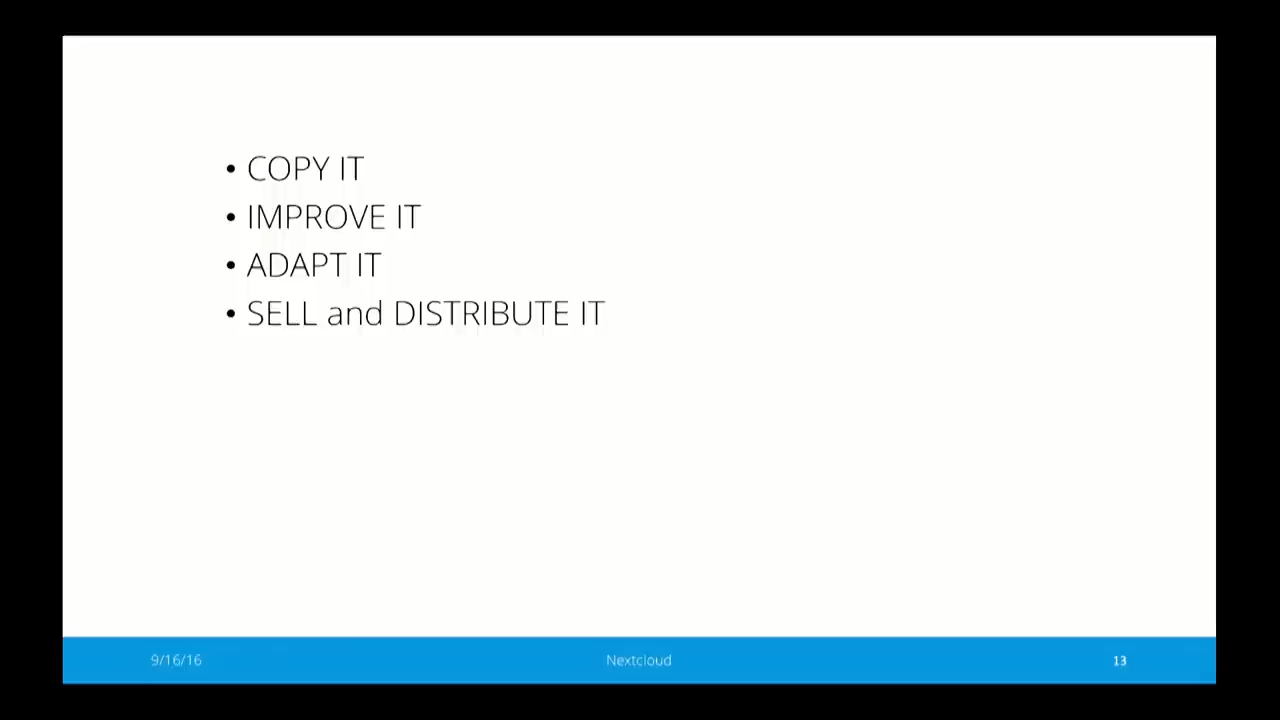 • COPY IT
• IMPROVE IT
• ADAPT IT
• SELL and DISTRIBUTE IT
9/16/16 Nextcloud 13